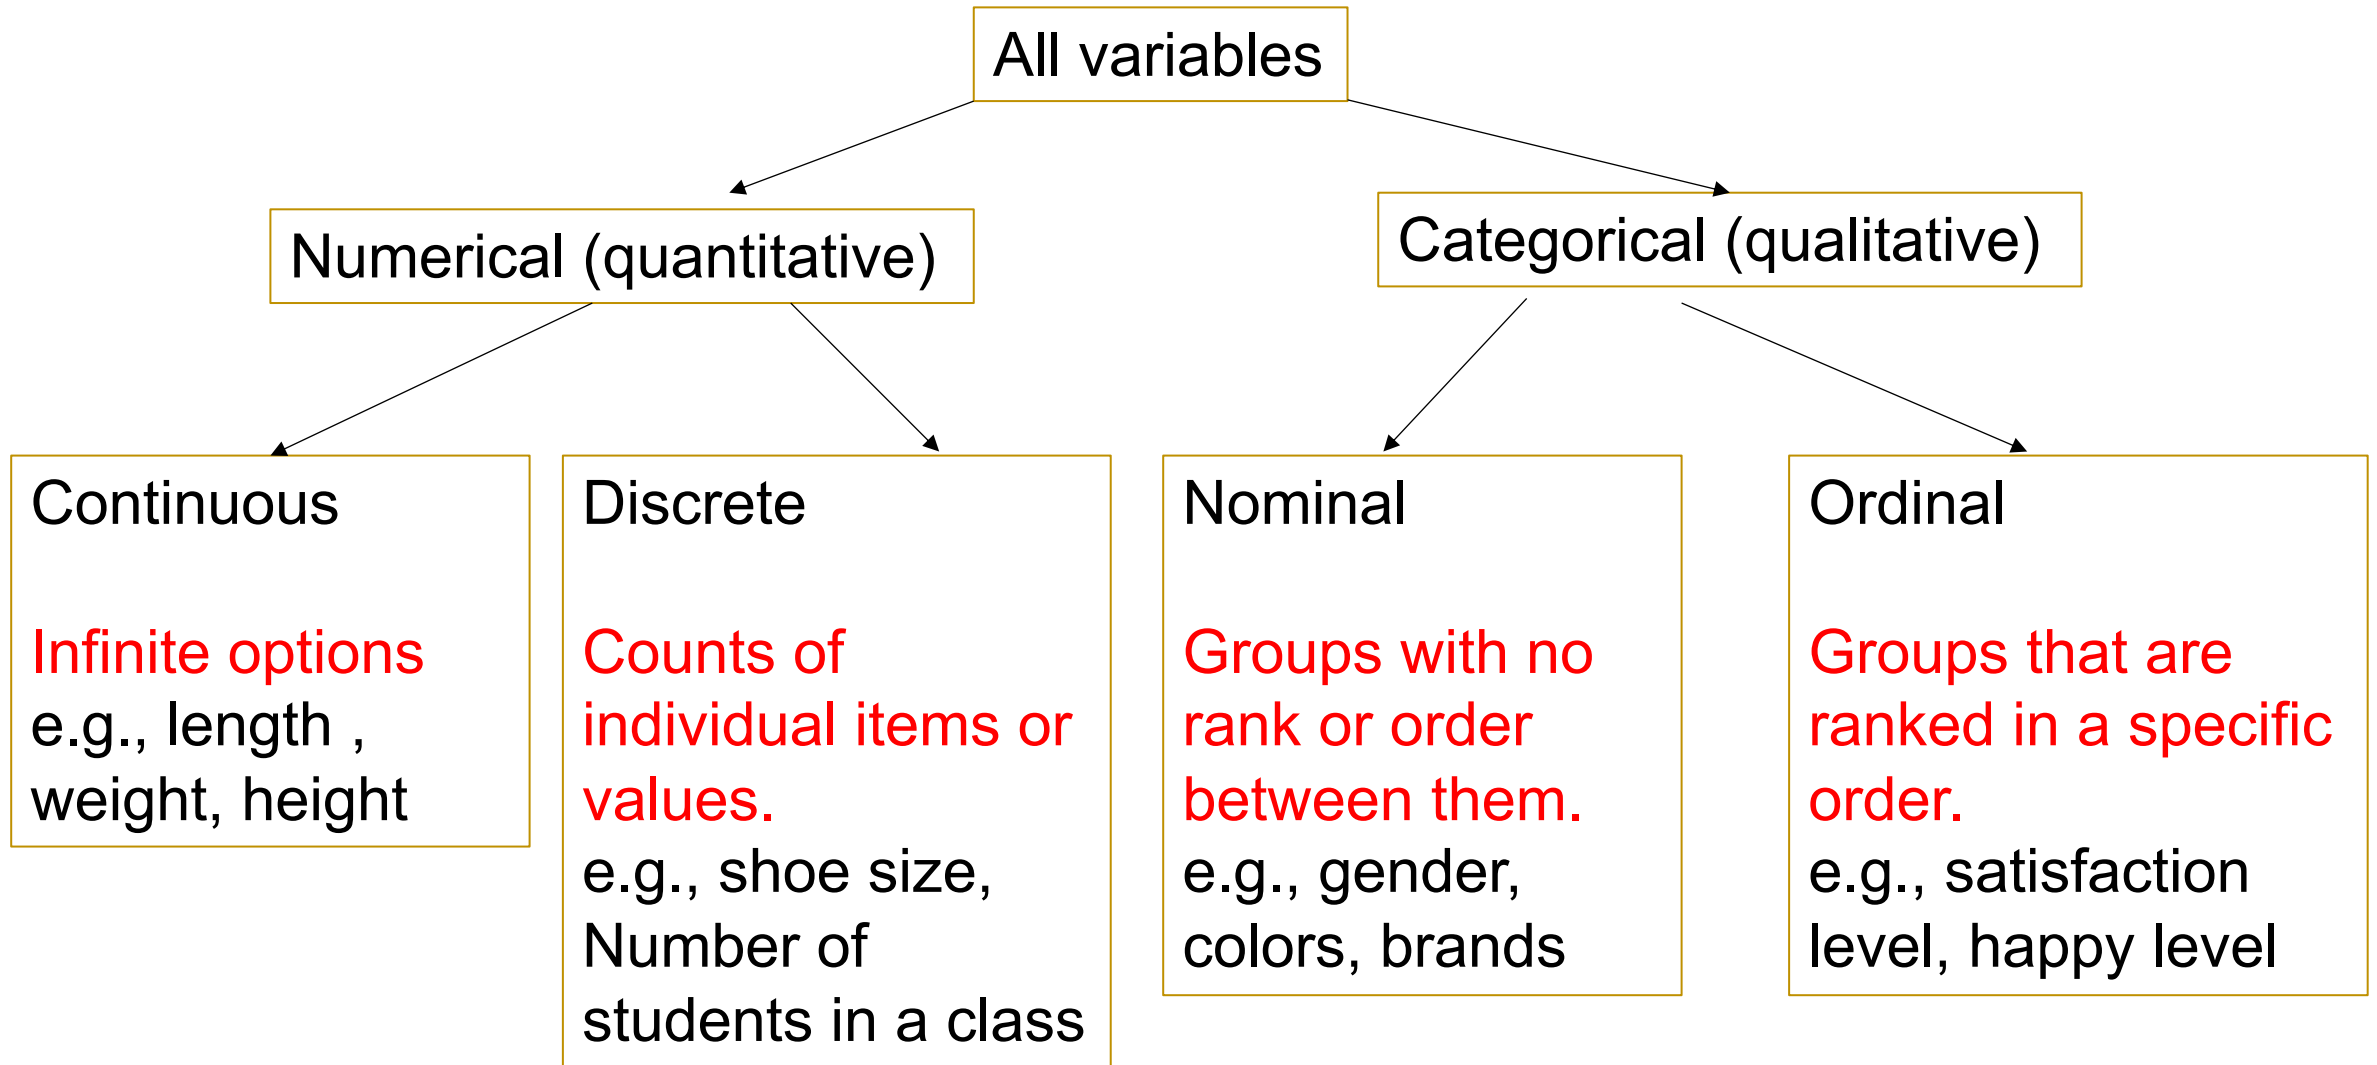 All variables
Numerical (quantitative)
Categorical (qualitative)
Continuous
Infinite options
e.g., length ,
weight, height
Discrete
Counts of
individual items or
values.
e.g., shoe size,
Number of
students in a class
Nominal
Groups with no
rank or order
between them.
e.g., gender,
colors, brands
Ordinal
Groups that are
ranked in a specific
order.
e.g., satisfaction
level, happy level